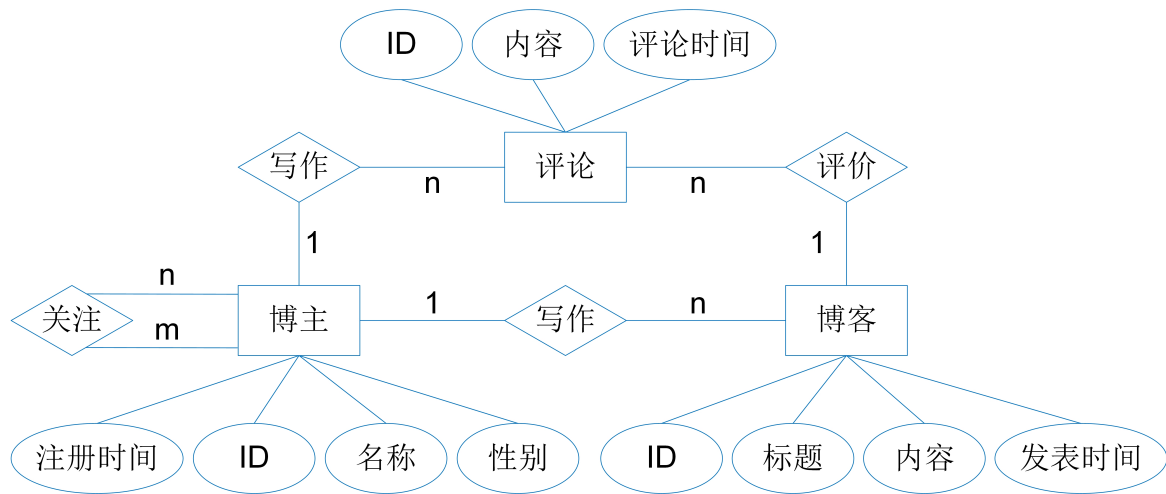 ID 内容 评论时间
写作 评论 评价
n n
1 1
n 1 n
关注 博主 写作 博客
m
注册时间 ID 名称 性别 ID 标题 内容 发表时间